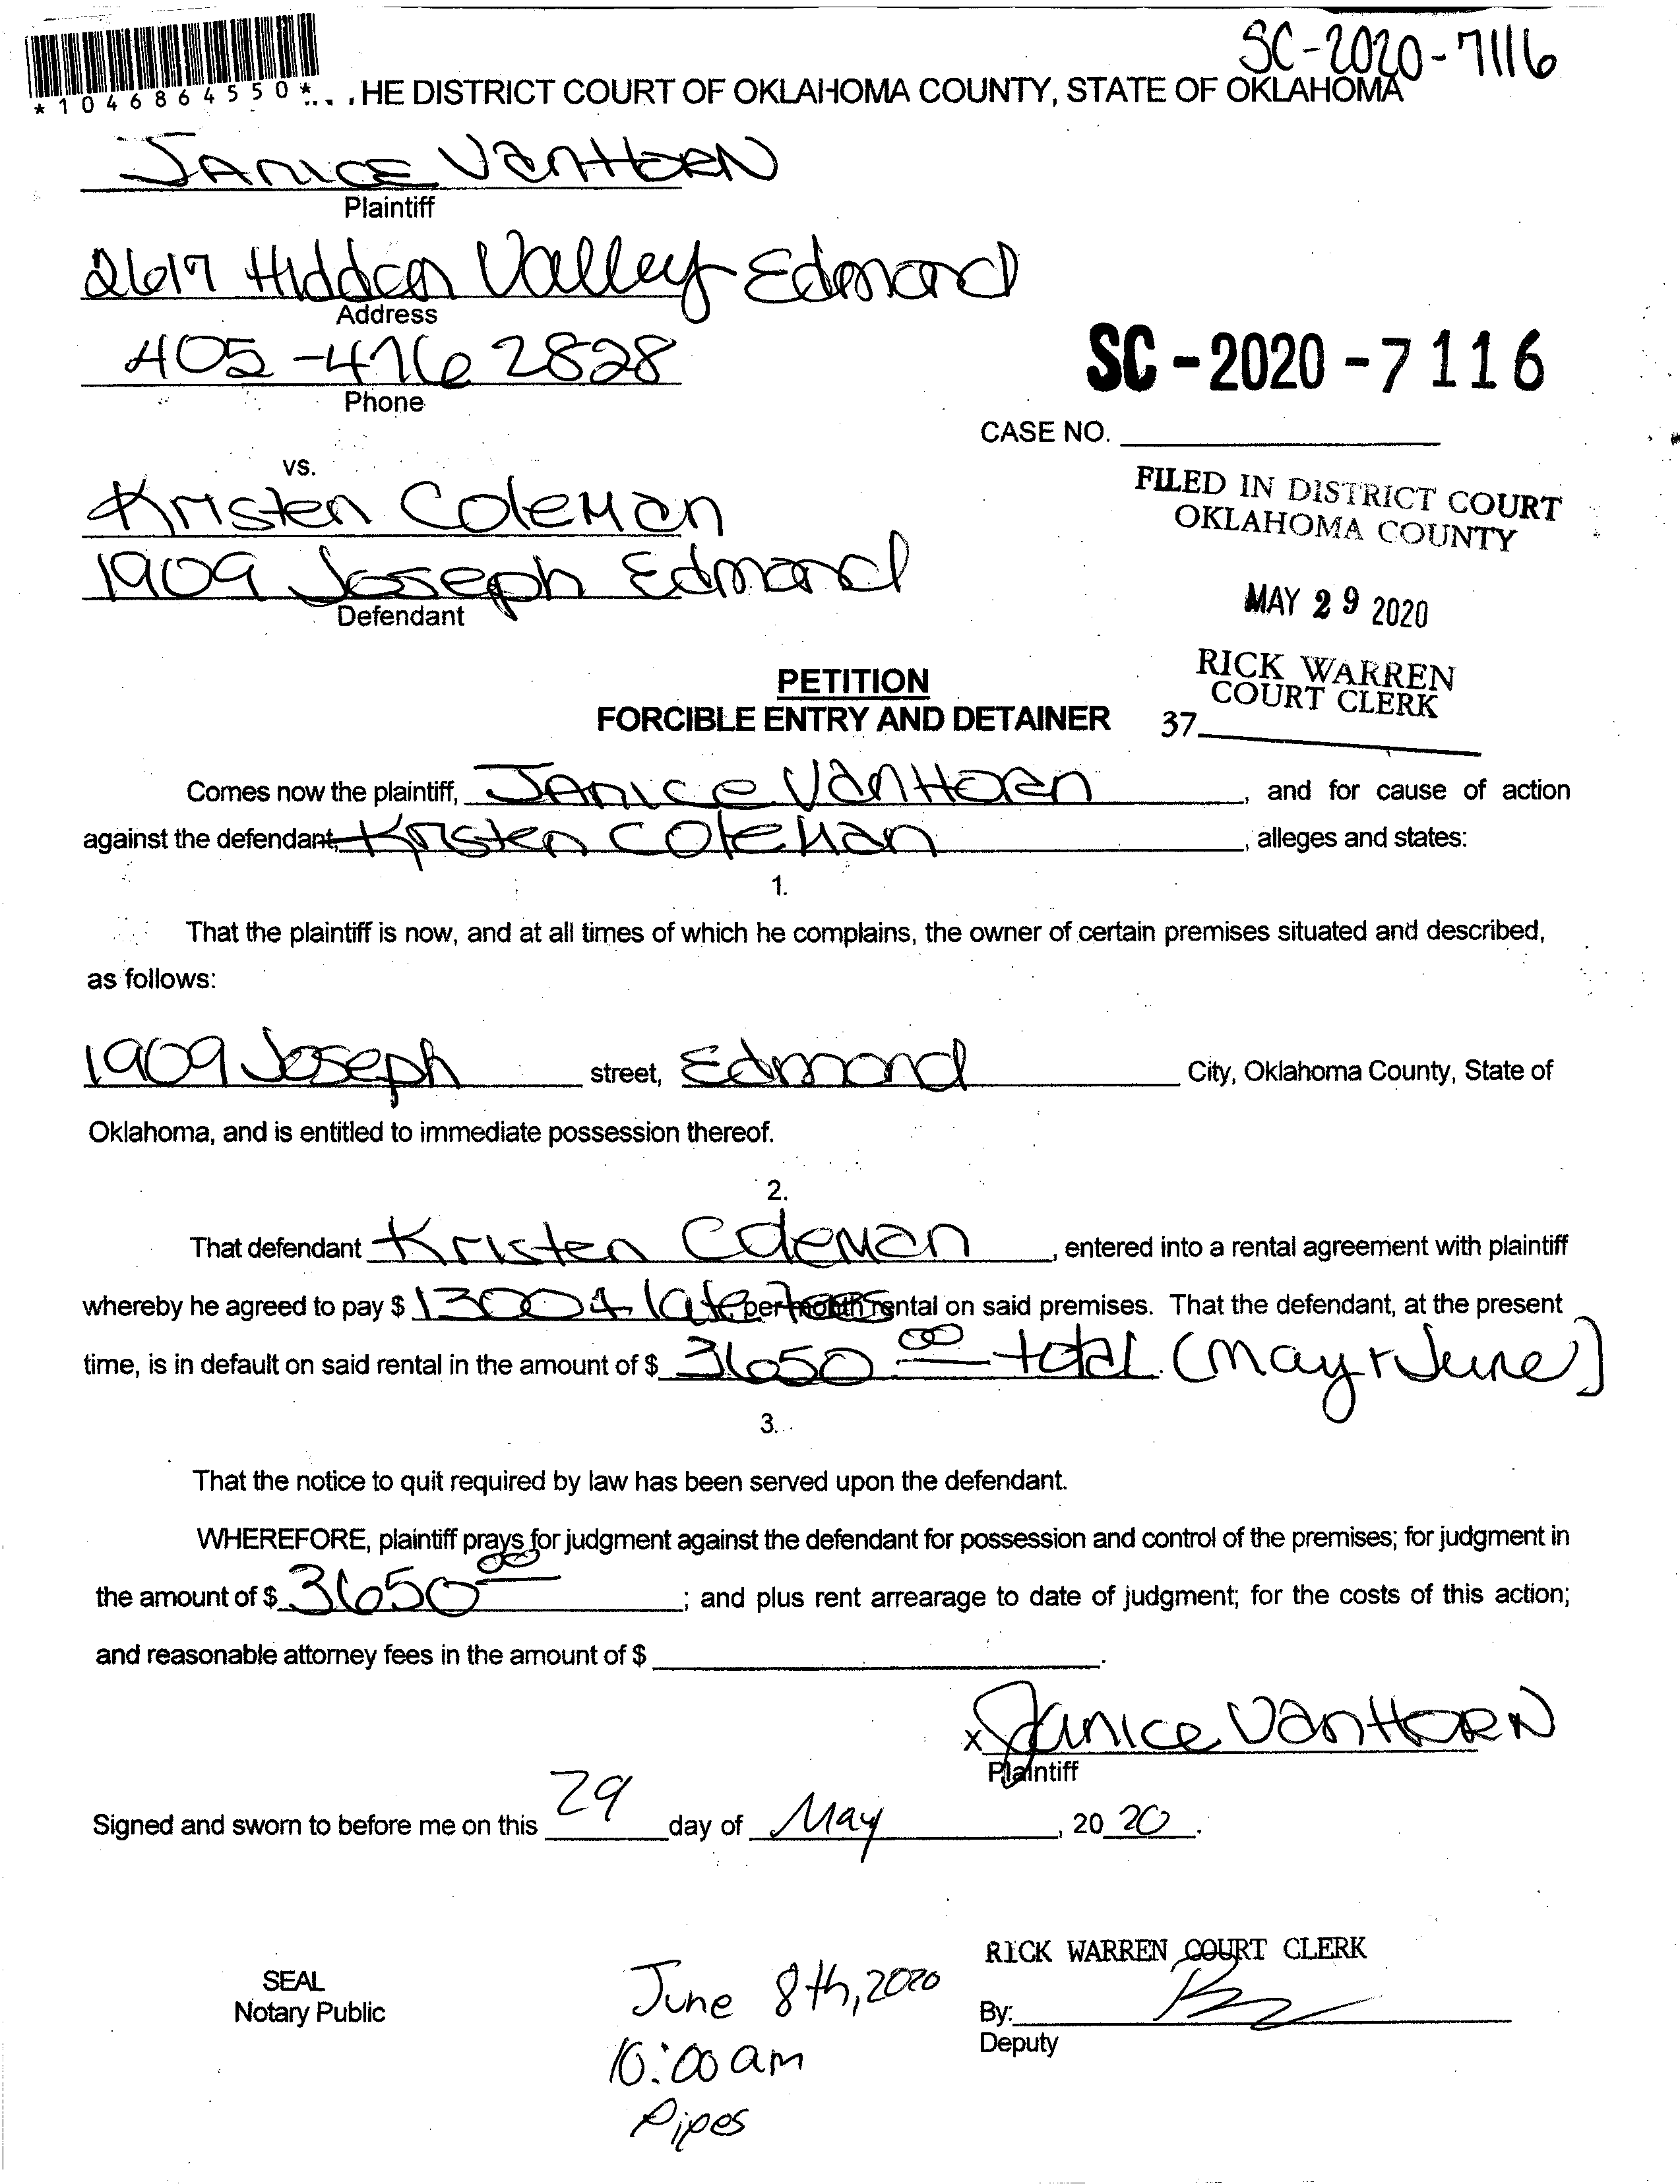 SC-2020-7116
*1046864550*
HE DISTRICT COURT OF OKLAHOMA COUNTY, STATE OF OKLAHOMA
JANICE VANHORN
Plaintiff
2617 Hidden Valley Edmond
Address
405-4162828
Phone
SC-2020-7116
CASE NO.
vs.
Kristen Coleman
1909 Joseph Edmond
Defendant
FILED IN DISTRICT COURT
OKLAHOMA COUNTY
MAY 29 2020
RICK WARREN
COURT CLERK
37
PETITION
FORCIBLE ENTRY AND DETAINER
Comes now the plaintiff, JANICE VANHORN, and for cause of action
against the defendant, Kristen Coleman, alleges and states:
1.
That the plaintiff is now, and at all times of which he complains, the owner of certain premises situated and described,
as follows:
1909 Joseph street, Edmond City, Oklahoma County, State of
Oklahoma, and is entitled to immediate possession thereof.
2.
That defendant Kristen Coleman, entered into a rental agreement with plaintiff
whereby he agreed to pay $ 1300 + late fees per month rental on said premises. That the defendant, at the present
time, is in default on said rental in the amount of $ 3650 00 total. (May + June)
3.
That the notice to quit required by law has been served upon the defendant.
WHEREFORE, plaintiff prays for judgment against the defendant for possession and control of the premises; for judgment in
the amount of $ 3650 00; and plus rent arrearage to date of judgment; for the costs of this action;
and reasonable attorney fees in the amount of $ .
x Janice VanHORN
Plaintiff
Signed and sworn to before me on this 29 day of May, 20 20.
RICK WARREN COURT CLERK
SEAL
Notary Public
June 8th, 2020
10:00 am
Pipes
By:
Deputy